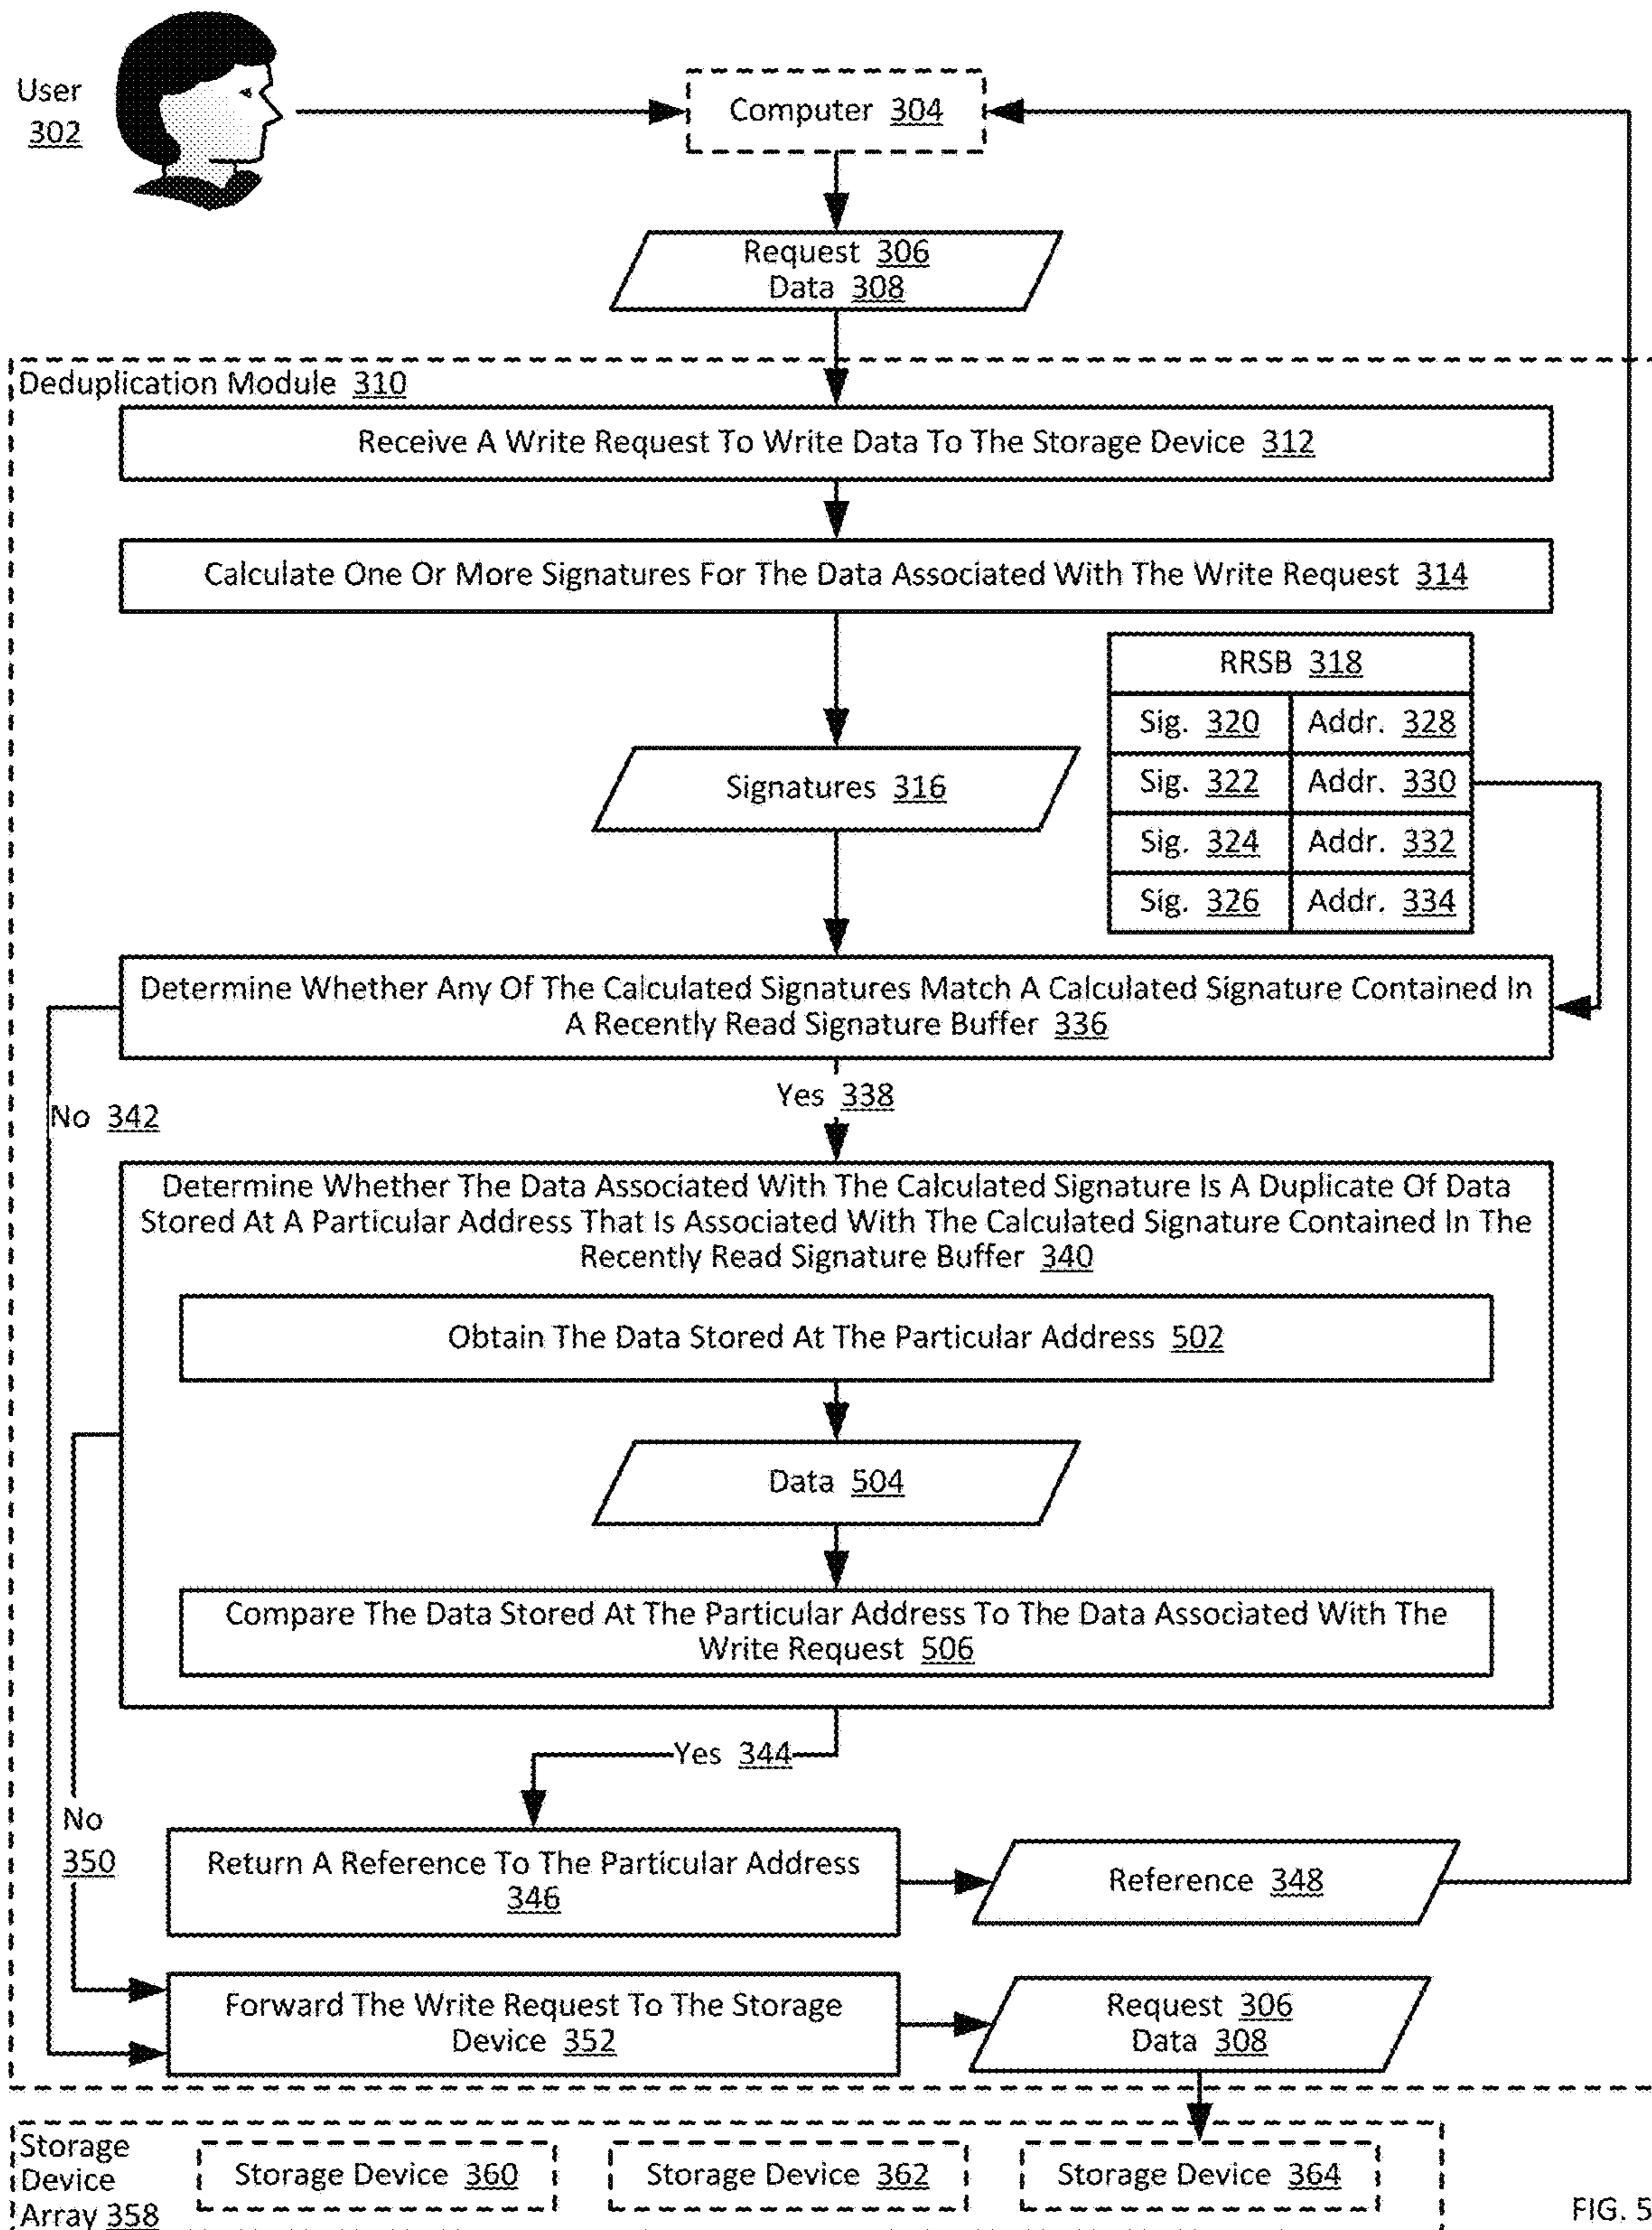 User
302
Computer 304
Request 306
Data 308
Deduplication Module 310
Receive A Write Request To Write Data To The Storage Device 312
Calculate One Or More Signatures For The Data Associated With The Write Request 314
RRSB 318
Sig. 320 Addr. 328
Sig. 322 Addr. 330
Sig. 324 Addr. 332
Sig. 326 Addr. 334
Signatures 316
Determine Whether Any Of The Calculated Signatures Match A Calculated Signature Contained In
A Recently Read Signature Buffer 336
Yes 338
No 342
Determine Whether The Data Associated With The Calculated Signature Is A Duplicate Of Data
Stored At A Particular Address That Is Associated With The Calculated Signature Contained In The
Recently Read Signature Buffer 340
Obtain The Data Stored At The Particular Address 502
Data 504
Compare The Data Stored At The Particular Address To The Data Associated With The
Write Request 506
Yes 344
No
350
Return A Reference To The Particular Address
346
Reference 348
Forward The Write Request To The Storage
Device 352
Request 306
Data 308
Storage
Device
Array 358
Storage Device 360
Storage Device 362
Storage Device 364
FIG. 5